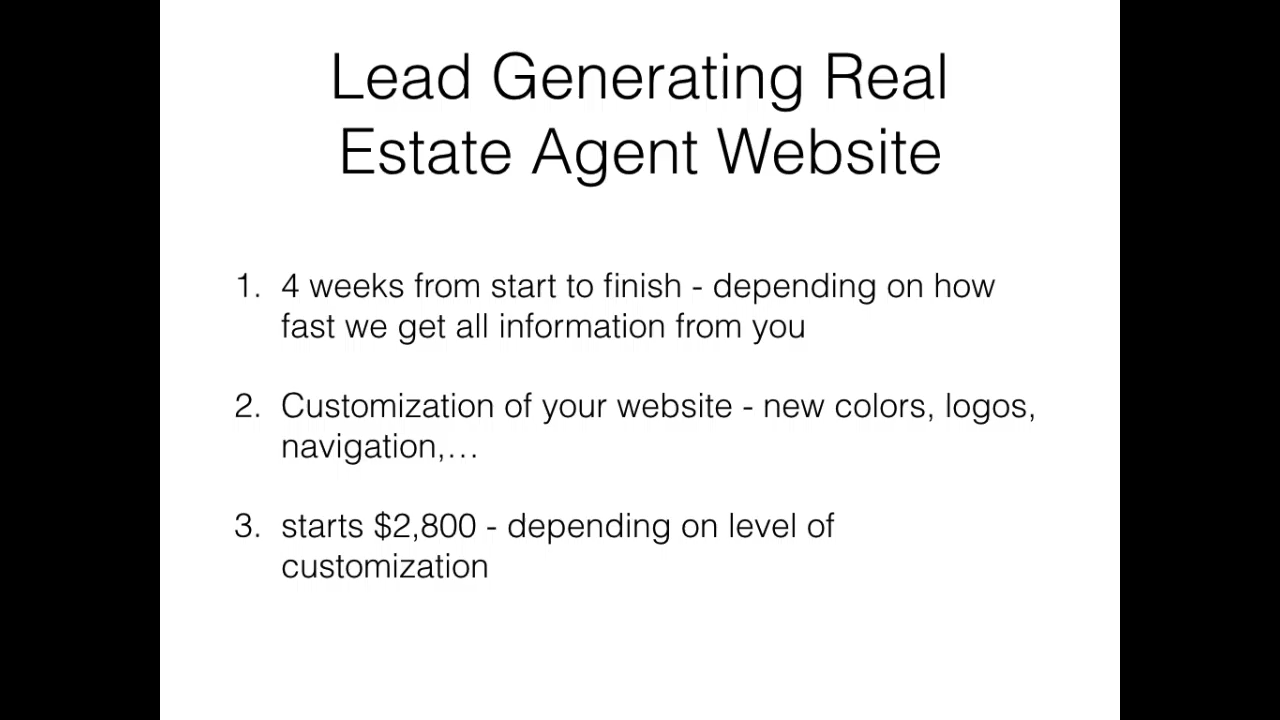 Lead Generating Real
Estate Agent Website
1. 4 weeks from start to finish - depending on how
fast we get all information from you
2. Customization of your website - new colors, logos,
navigation,…
3. starts $2,800 - depending on level of
customization